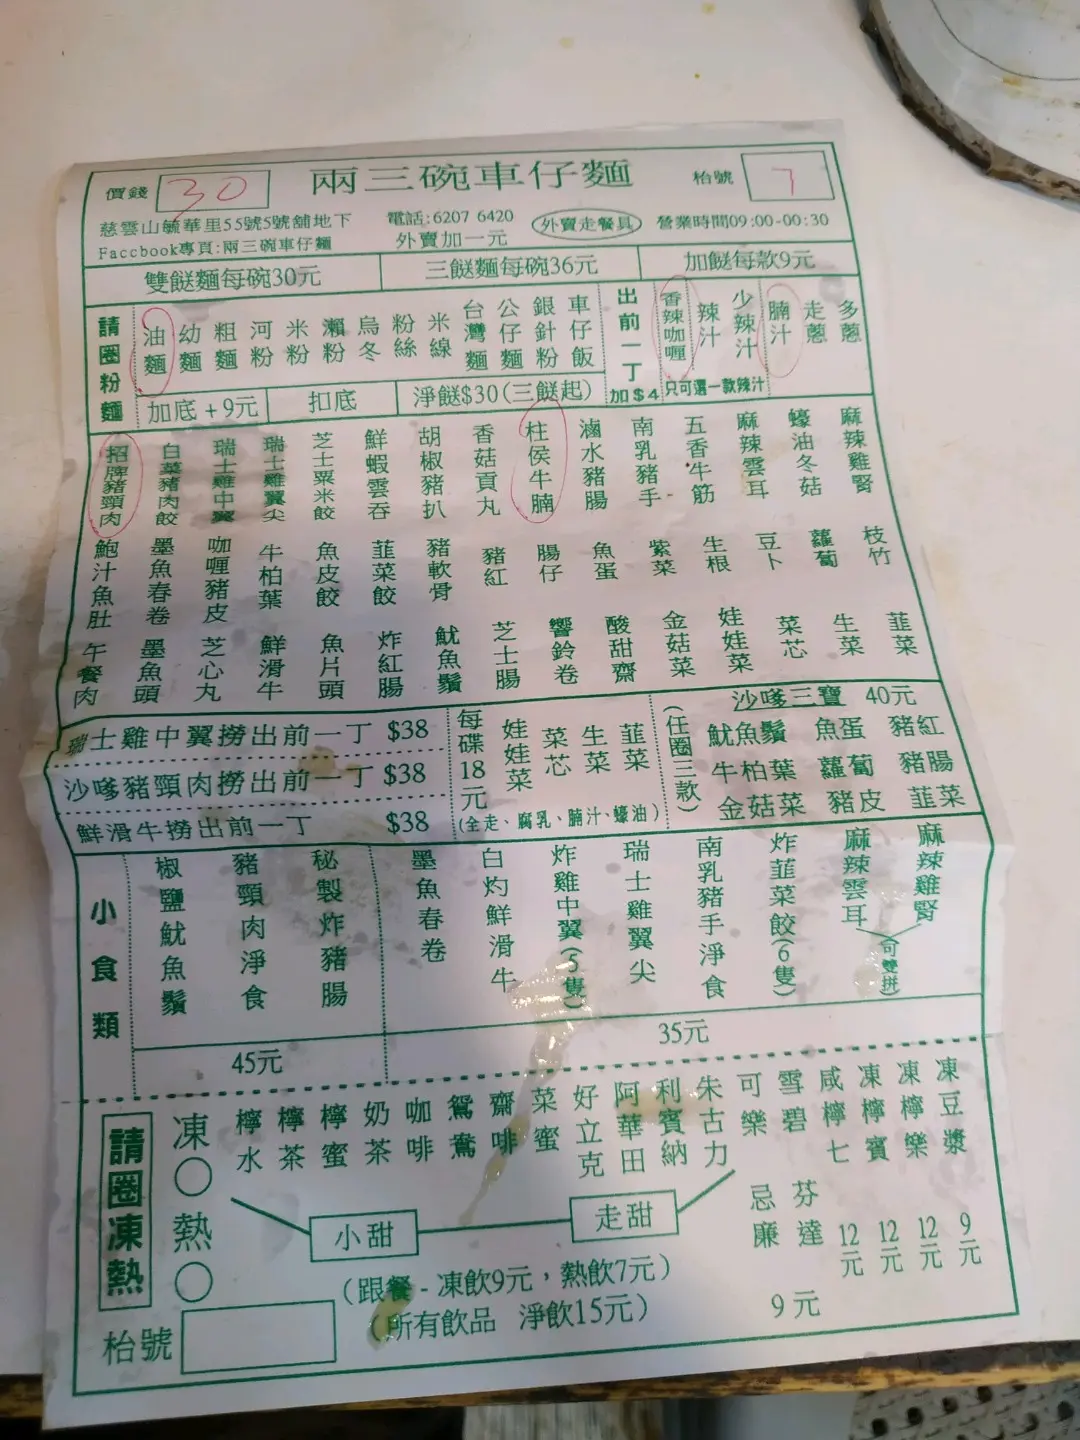 價錢 30 兩三碗車仔麵 枱號 7
慈雲山毓華里55號5號舖地下 電話:6207 6420 外賣走餐具 營業時間09:00-00:30
Faccbook專頁:兩三碗車仔麵 外賣加一元
雙餸麵每碗30元 三餸麵每碗36元 加餸每款9元
請圈粉麵 油麵 幼麵 粗麵 河粉 米粉 瀨粉 烏冬 粉絲 米線 台灣麵 公仔麵 銀針粉 車仔飯 出前一丁加$4 香辣咖喱 辣汁 少辣汁 腩汁 走蔥 多蔥
只可選一款辣汁
加底+9元 扣底 淨餸$30(三餸起)
招牌豬頸肉 白菜豬肉餃 瑞士雞中翼 瑞士雞翼尖 芝士粟米餃 鮮蝦雲吞 胡椒豬扒 香菇貢丸 柱侯牛腩 滷水豬腸 南乳豬手 五香牛筋 麻辣雲耳 蠔油冬菇 麻辣雞腎
鮑汁魚肚 墨魚春卷 咖喱豬皮 牛柏葉 魚皮餃 韮菜餃 豬軟骨 豬紅 腸仔 魚蛋 紫菜 生根 豆卜 蘿蔔 枝竹
午餐肉 墨魚頭 芝心丸 鮮滑牛 魚片頭 炸紅腸 魷魚鬚 芝士腸 響鈴卷 酸甜齋 金菇菜 娃娃菜 菜芯 生菜 韮菜
瑞士雞中翼撈出前一丁 $38
沙嗲豬頸肉撈出前一丁 $38
鮮滑牛撈出前一丁 $38
每碟18元 娃娃菜 菜芯 生菜 韮菜
(全走、腐乳、腩汁、蠔油)
沙嗲三寶 40元
(任圈三款)
魷魚鬚 魚蛋 豬紅
牛柏葉 蘿蔔 豬腸
金菇菜 豬皮 韮菜
小食類 椒鹽魷魚鬚 豬頸肉淨食 秘製炸豬腸 墨魚春卷 白灼鮮滑牛 炸雞中翼(5隻) 瑞士雞翼尖 南乳豬手淨食 炸韮菜餃(6隻) 麻辣雲耳 麻辣雞腎
(可雙拼)
45元 35元
請圈凍熱 凍 熱 檸水 檸茶 檸蜜 奶茶 咖啡 鴛鴦 齋啡 菜蜜 好立克 阿華田 利賓納 朱古力 可樂 雪碧 咸檸七 凍檸賓 凍檸樂 凍豆漿
忌廉 芬達 12元 12元 12元 9元
小甜 走甜
(跟餐-凍飲9元，熱飲7元)
(所有飲品 淨飲15元) 9元
枱號